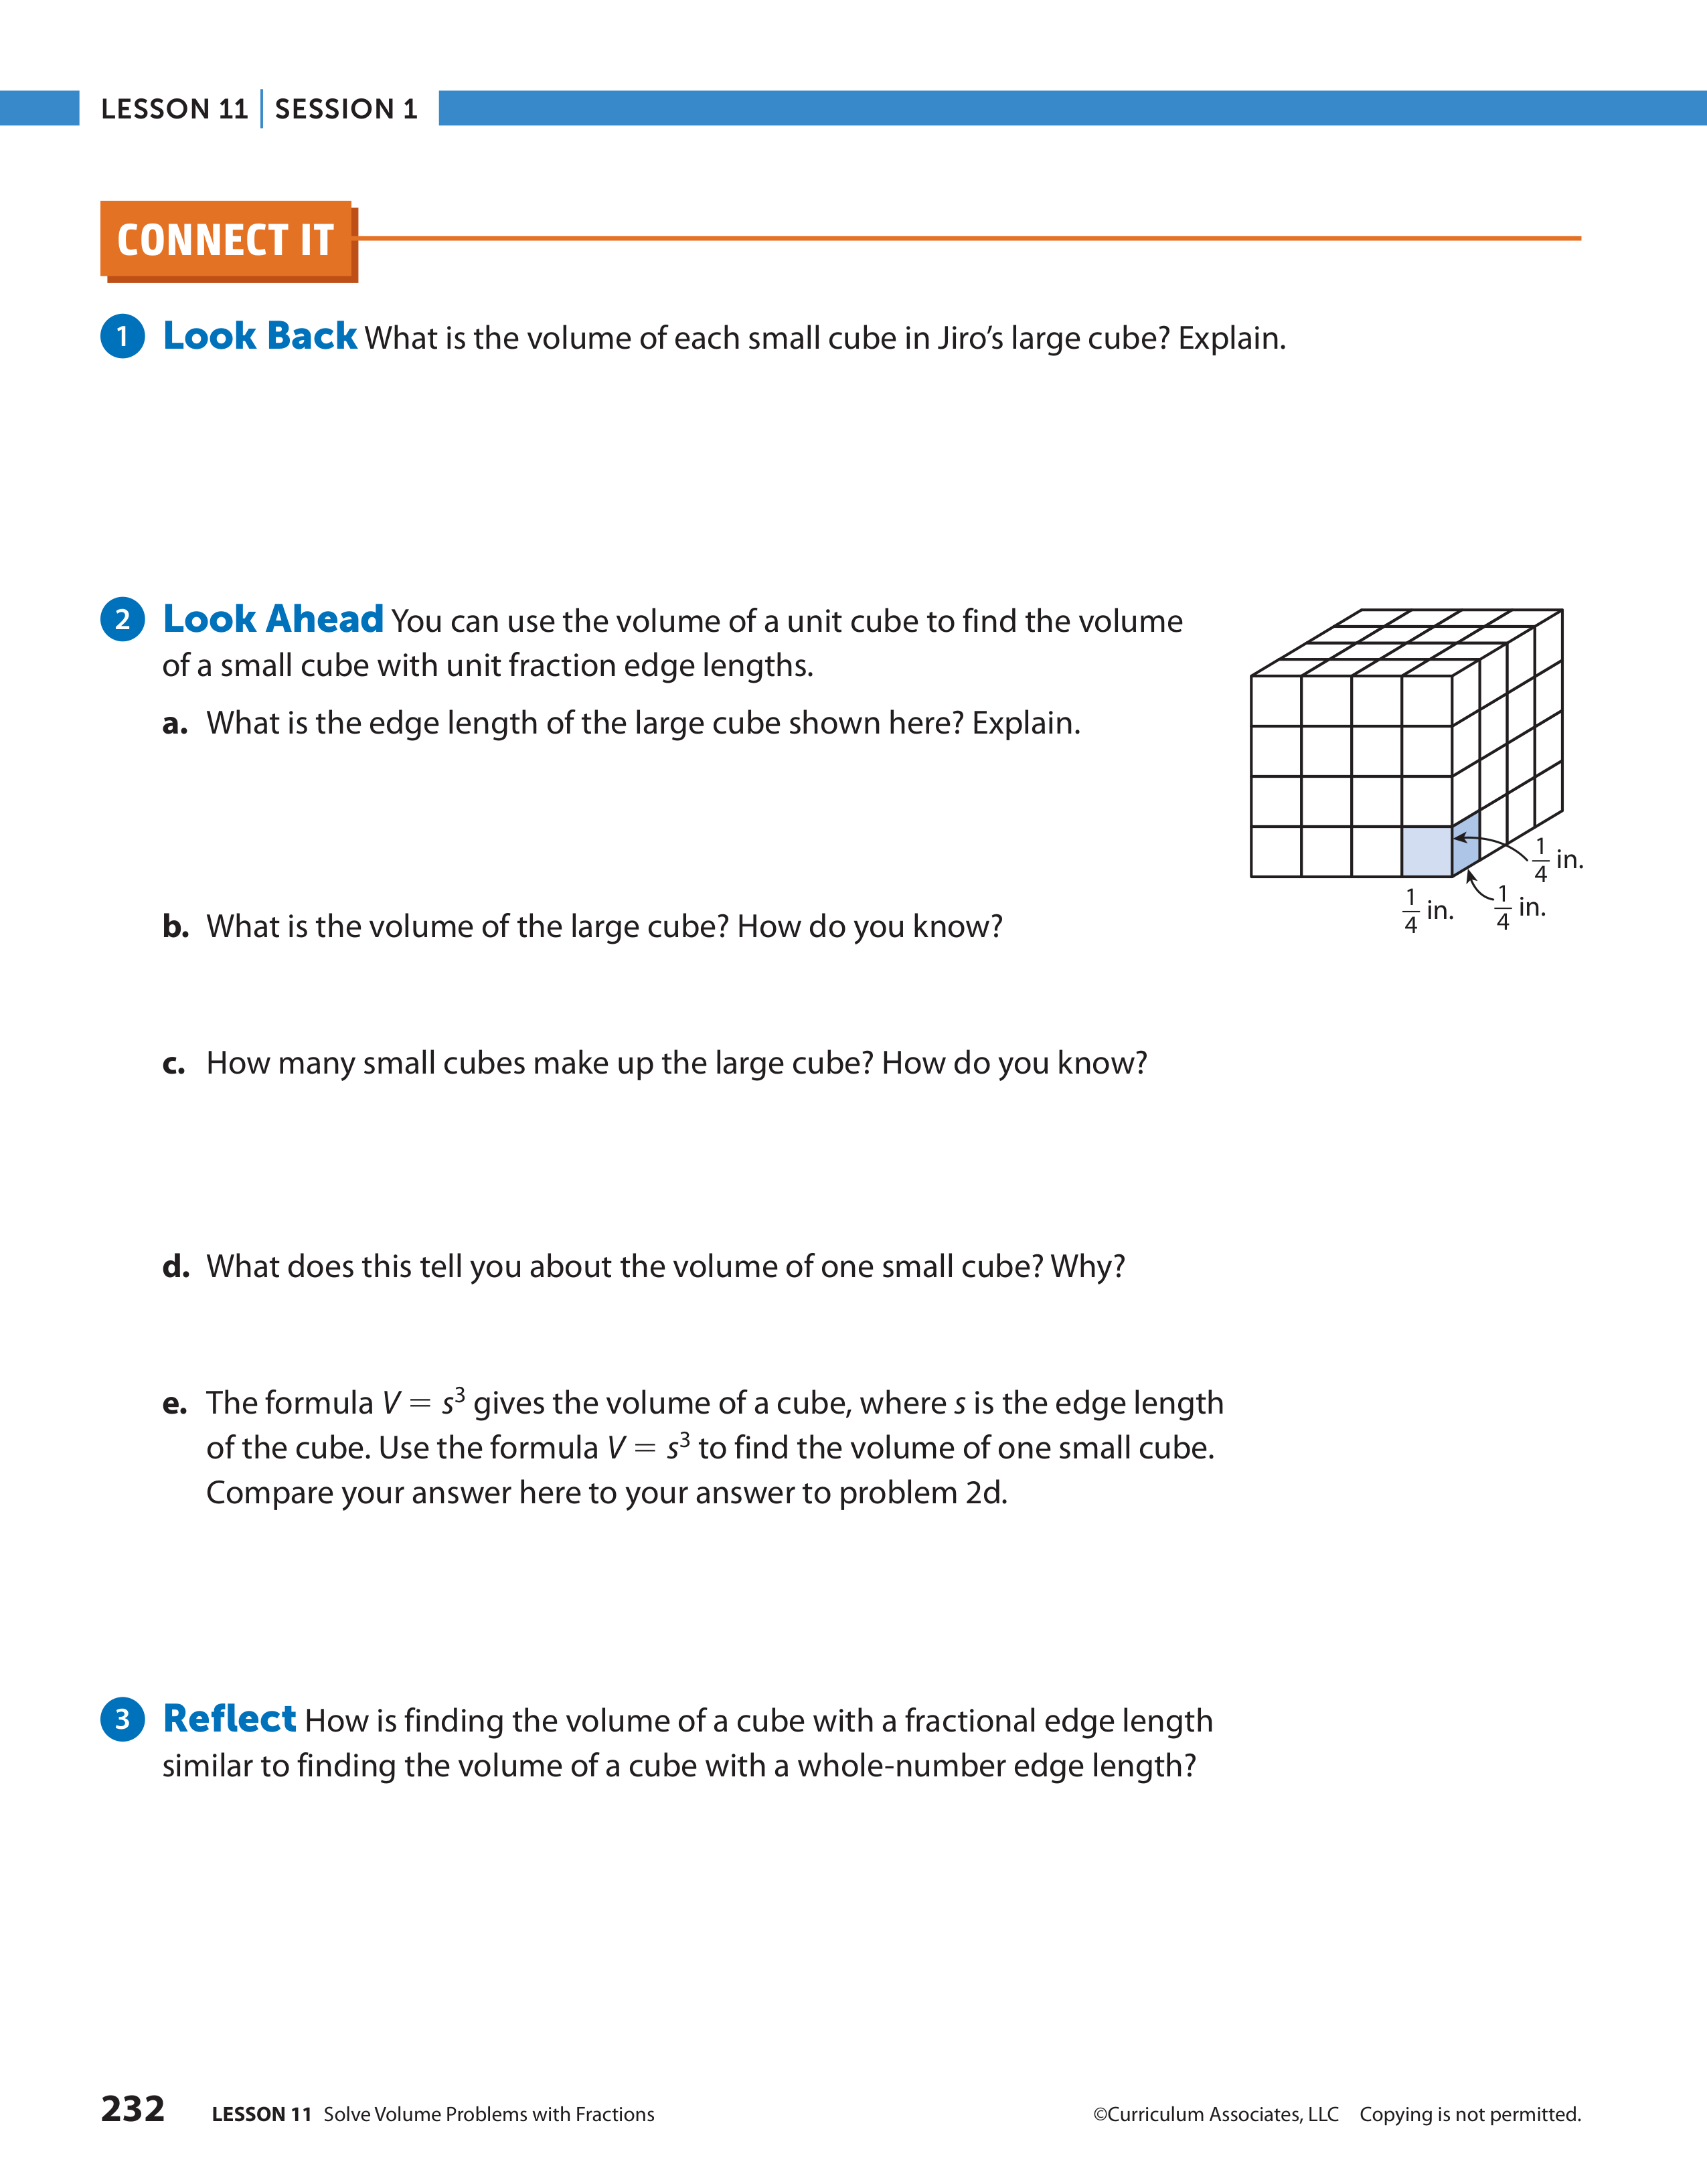 LESSON 11 | SESSION 1
CONNECT IT
1 Look Back What is the volume of each small cube in Jiro’s large cube? Explain.
2 Look Ahead You can use the volume of a unit cube to find the volume
of a small cube with unit fraction edge lengths.
a. What is the edge length of the large cube shown here? Explain.
1/4 in.
1/4 in.
1/4 in.
b. What is the volume of the large cube? How do you know?
c. How many small cubes make up the large cube? How do you know?
d. What does this tell you about the volume of one small cube? Why?
e. The formula V = s³ gives the volume of a cube, where s is the edge length
of the cube. Use the formula V = s³ to find the volume of one small cube.
Compare your answer here to your answer to problem 2d.
3 Reflect How is finding the volume of a cube with a fractional edge length
similar to finding the volume of a cube with a whole-number edge length?
232 LESSON 11 Solve Volume Problems with Fractions ©Curriculum Associates, LLC Copying is not permitted.